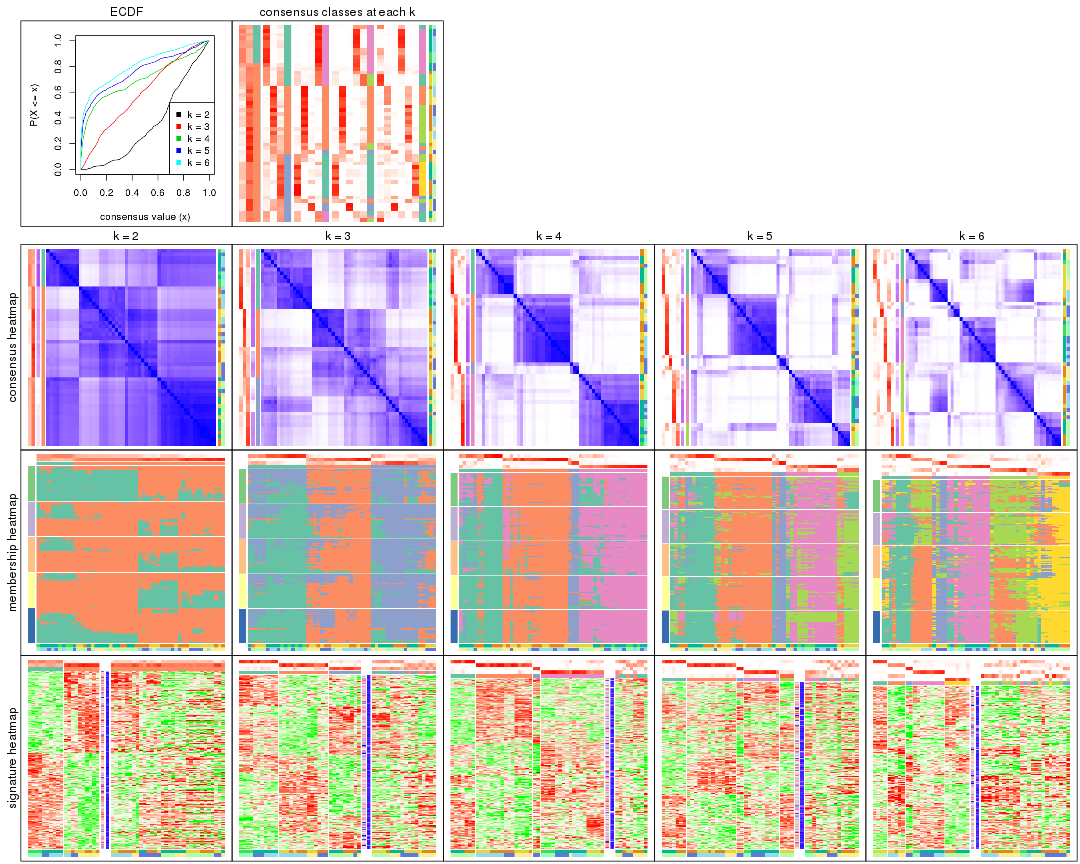 ECDF
consensus classes at each k
P(X <= x)
0.0 0.2 0.4 0.6 0.8 1.0
k = 2
k = 3
k = 4
k = 5
k = 6
0.0 0.2 0.4 0.6 0.8 1.0
consensus value (x)
k = 2
k = 3
k = 4
k = 5
k = 6
consensus heatmap
membership heatmap
signature heatmap